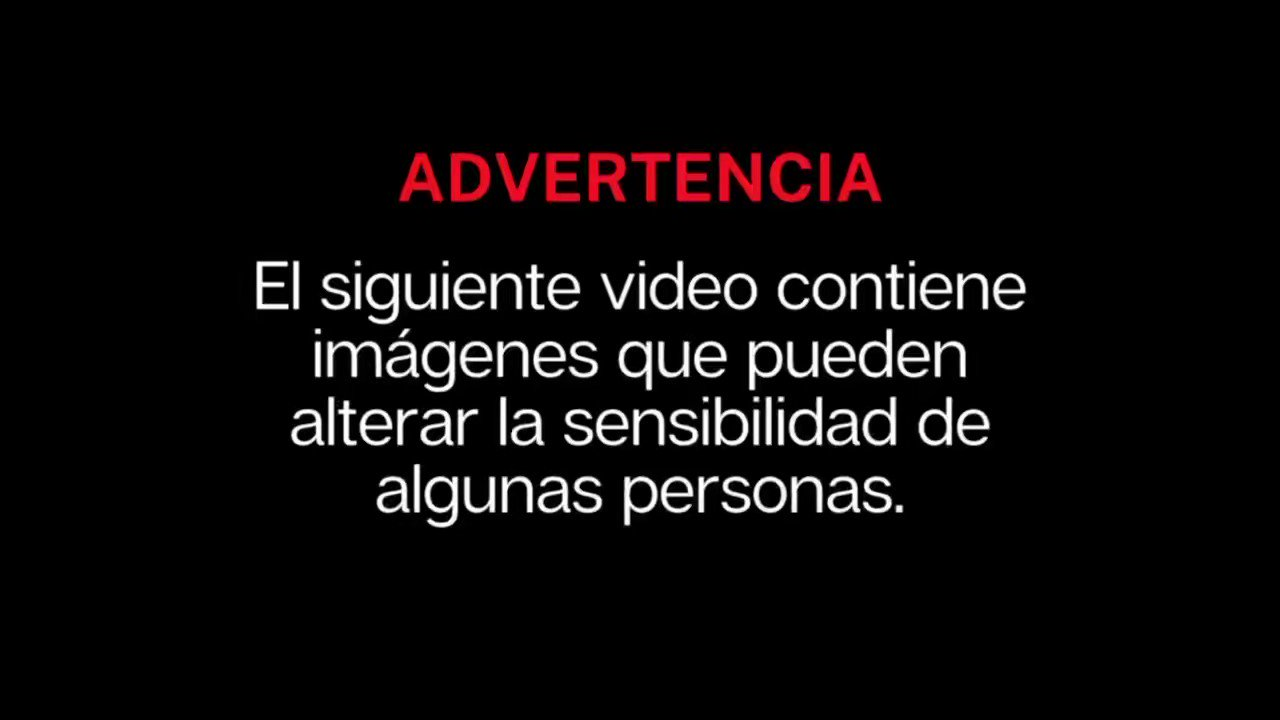 ADVERTENCIA
El siguiente video contiene
imágenes que pueden
alterar la sensibilidad de
algunas personas.